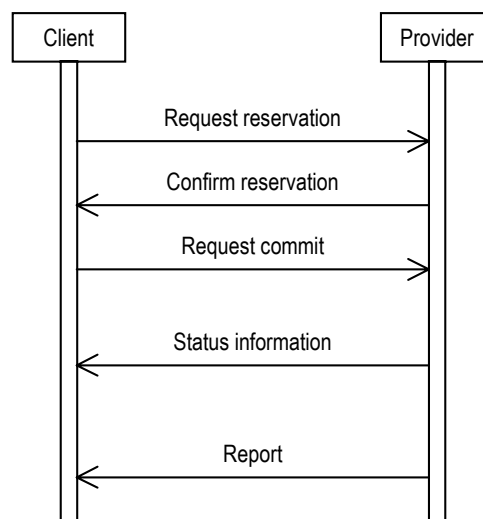 Client
Provider
Request reservation
Confirm reservation
Request commit
Status information
Report